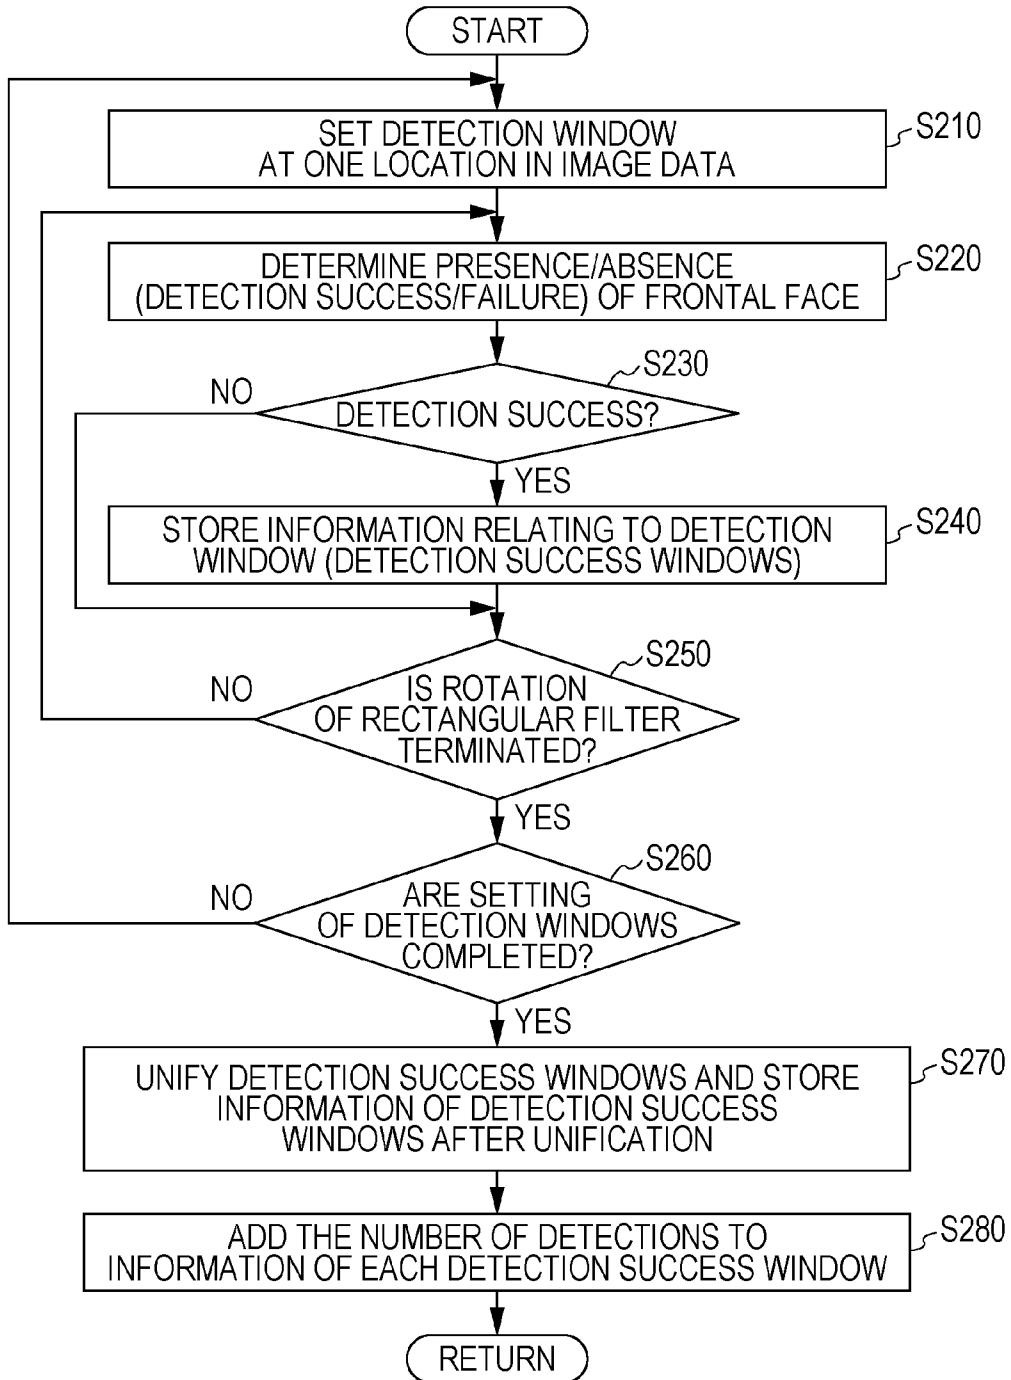 START
SET DETECTION WINDOW
AT ONE LOCATION IN IMAGE DATA
S210
DETERMINE PRESENCE/ABSENCE
(DETECTION SUCCESS/FAILURE) OF FRONTAL FACE
S220
S230
NO
DETECTION SUCCESS?
YES
STORE INFORMATION RELATING TO DETECTION
WINDOW (DETECTION SUCCESS WINDOWS)
S240
S250
NO
IS ROTATION
OF RECTANGULAR FILTER
TERMINATED?
YES
S260
NO
ARE SETTING
OF DETECTION WINDOWS
COMPLETED?
YES
UNIFY DETECTION SUCCESS WINDOWS AND STORE
INFORMATION OF DETECTION SUCCESS
WINDOWS AFTER UNIFICATION
S270
ADD THE NUMBER OF DETECTIONS TO
INFORMATION OF EACH DETECTION SUCCESS WINDOW
S280
RETURN